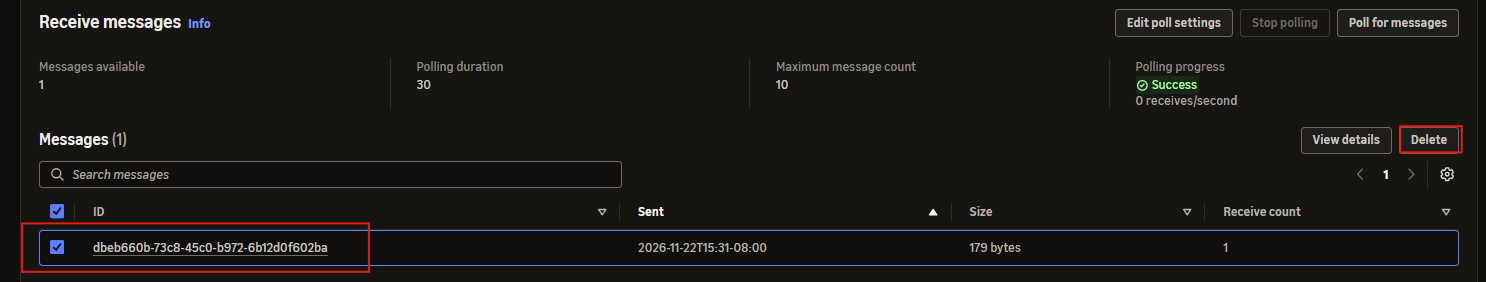 Receive messages Info
Edit poll settings Stop polling Poll for messages
Messages available Polling duration Maximum message count Polling progress
1 30 10 Success
0 receives/second
Messages (1) View details Delete
Search messages 1
ID Sent Size Receive count
dbeb660b-73c8-45c0-b972-6b12d0f602ba 2026-11-22T15:31-08:00 179 bytes 1